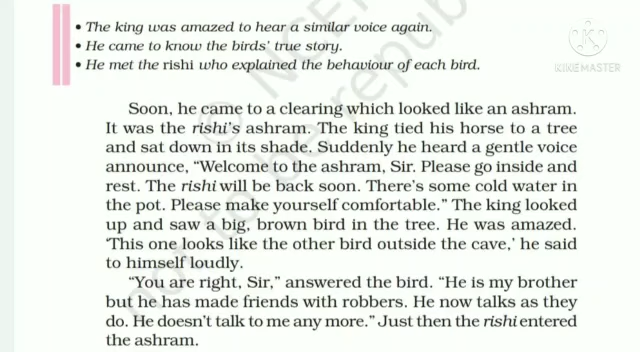 • The king was amazed to hear a similar voice again.
• He came to know the birds' true story.
• He met the rishi who explained the behaviour of each bird.
KINEMASTER
Soon, he came to a clearing which looked like an ashram.
It was the rishi's ashram. The king tied his horse to a tree
and sat down in its shade. Suddenly he heard a gentle voice
announce, “Welcome to the ashram, Sir. Please go inside and
rest. The rishi will be back soon. There's some cold water in
the pot. Please make yourself comfortable.” The king looked
up and saw a big, brown bird in the tree. He was amazed.
‘This one looks like the other bird outside the cave,’ he said
to himself loudly.
“You are right, Sir,” answered the bird. “He is my brother
but he has made friends with robbers. He now talks as they
do. He doesn't talk to me any more.” Just then the rishi entered
the ashram.
© NCER
not to be republ